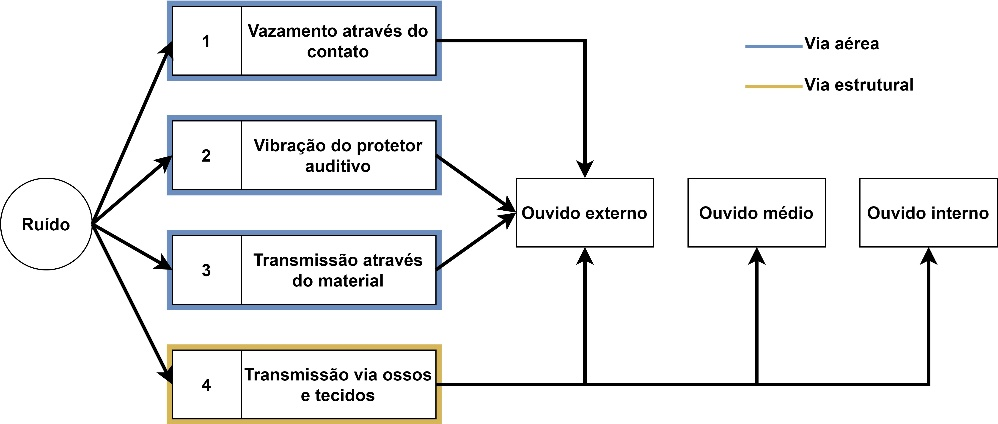 1
Vazamento através do
contato
Via aérea
Via estrutural
2
Vibração do protetor
auditivo
Ruído
Ouvido externo
Ouvido médio
Ouvido interno
3
Transmissão através
do material
4
Transmissão via ossos
e tecidos